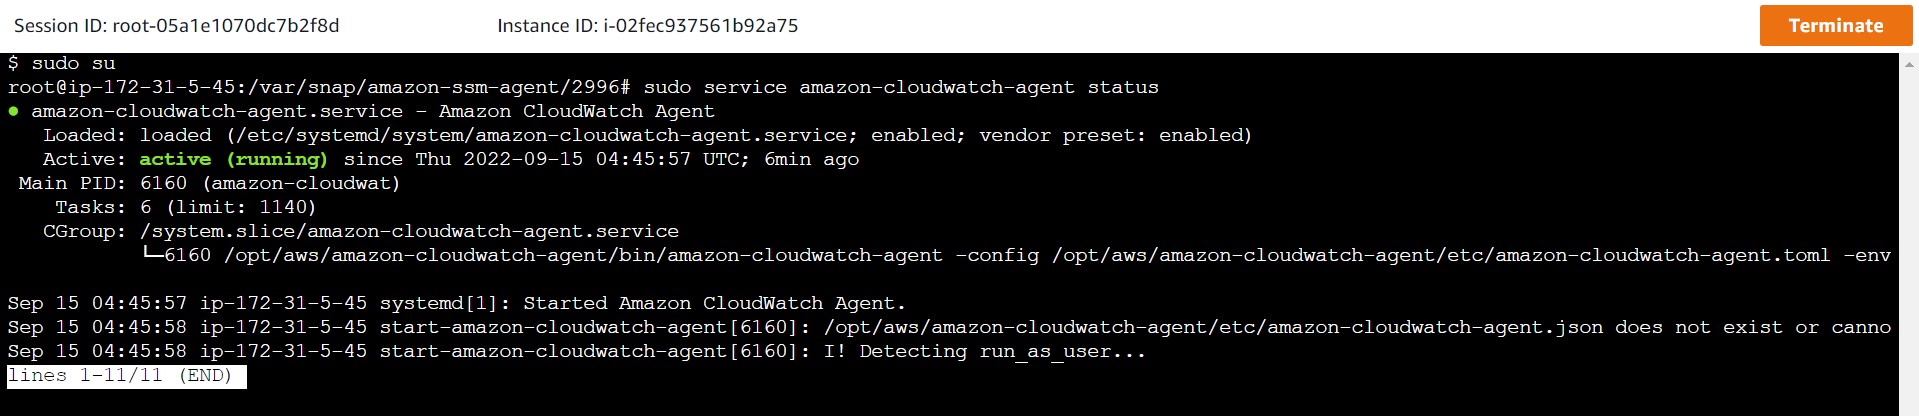 Session ID: root-05a1e1070dc7b2f8d Instance ID: i-02fec937561b92a75 Terminate
$ sudo su
root@ip-172-31-5-45:/var/snap/amazon-ssm-agent/2996# sudo service amazon-cloudwatch-agent status
● amazon-cloudwatch-agent.service - Amazon CloudWatch Agent
Loaded: loaded (/etc/systemd/system/amazon-cloudwatch-agent.service; enabled; vendor preset: enabled)
Active: active (running) since Thu 2022-09-15 04:45:57 UTC; 6min ago
Main PID: 6160 (amazon-cloudwat)
Tasks: 6 (limit: 1140)
CGroup: /system.slice/amazon-cloudwatch-agent.service
└─6160 /opt/aws/amazon-cloudwatch-agent/bin/amazon-cloudwatch-agent -config /opt/aws/amazon-cloudwatch-agent/etc/amazon-cloudwatch-agent.toml -env
Sep 15 04:45:57 ip-172-31-5-45 systemd[1]: Started Amazon CloudWatch Agent.
Sep 15 04:45:58 ip-172-31-5-45 start-amazon-cloudwatch-agent[6160]: /opt/aws/amazon-cloudwatch-agent/etc/amazon-cloudwatch-agent.json does not exist or canno
Sep 15 04:45:58 ip-172-31-5-45 start-amazon-cloudwatch-agent[6160]: I! Detecting run_as_user...
lines 1-11/11 (END)